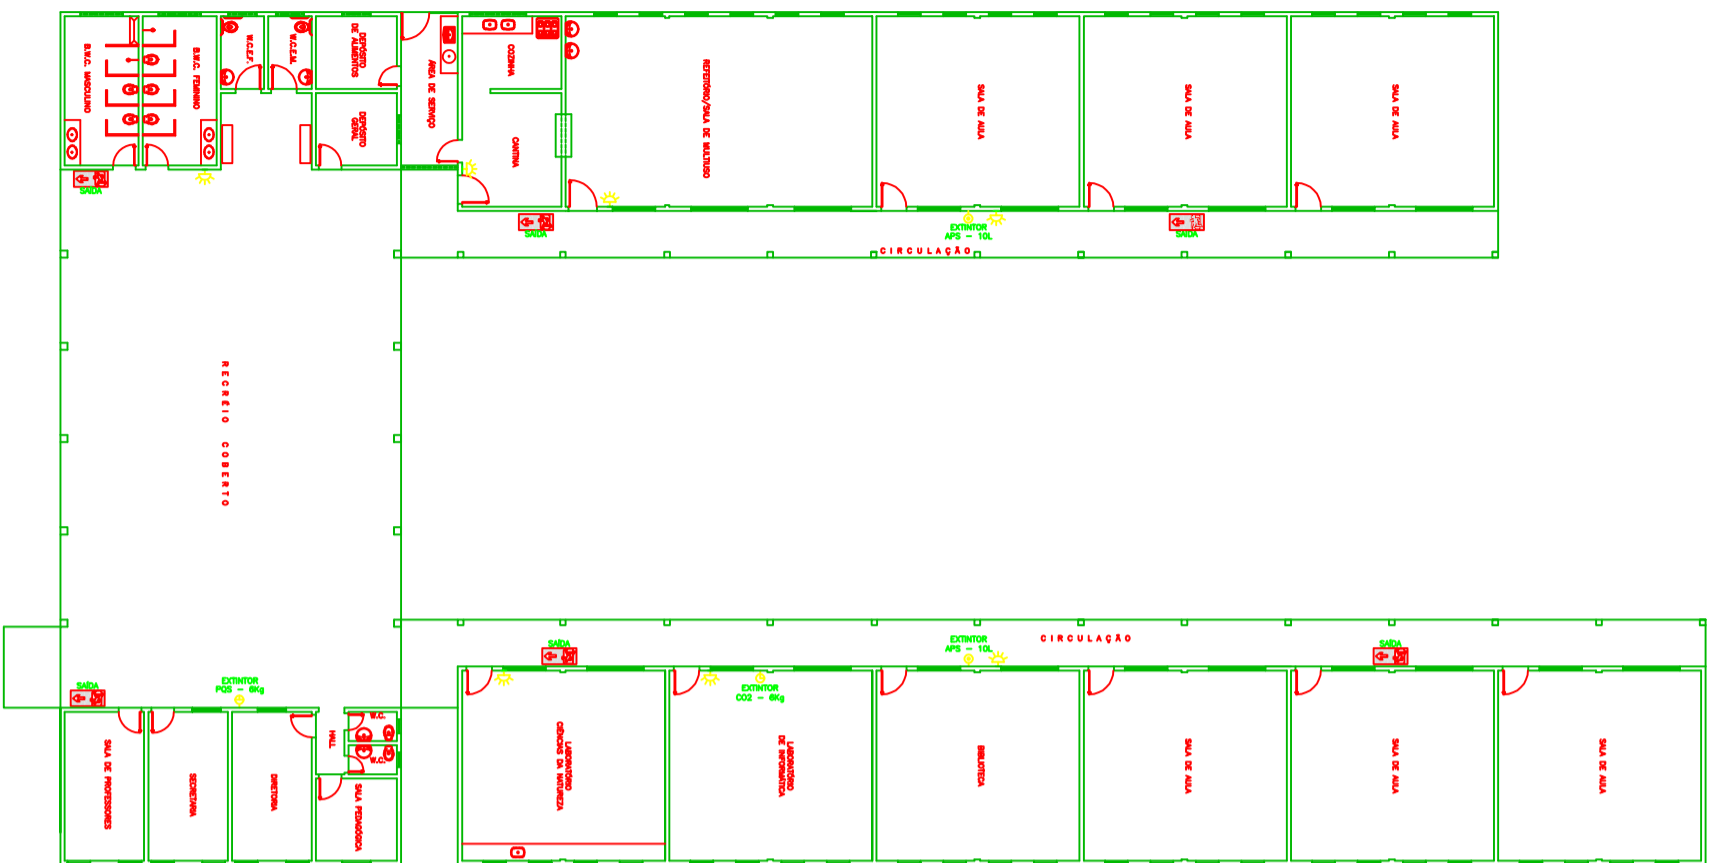 B.W.C. MASCULINO
B.W.C. FEMININO
W.C.E.F.
W.C.E.M.
DEPÓSITO
DE ALIMENTOS
DEPÓSITO
GERAL
ÁREA DE SERVIÇO
COZINHA
CANTINA
REFEITÓRIO/SALA DE MULTIUSO
SALA DE AULA
SALA DE AULA
SALA DE AULA
SAÍDA
SAÍDA
EXTINTOR
APS - 10L
SAÍDA
CIRCULAÇÃO
RECREIO COBERTO
SAÍDA
EXTINTOR
APS - 10L
CIRCULAÇÃO
SAÍDA
SAÍDA
EXTINTOR
PQS - 6Kg
EXTINTOR
CO2 - 6Kg
SALA DE PROFESSORES
SECRETARIA
DIRETORIA
HALL
W.C.
W.C.
SALA PEDAGÓGICA
LABORATÓRIO
CIÊNCIAS DA NATUREZA
LABORATÓRIO
DE INFORMÁTICA
BIBLIOTECA
SALA DE AULA
SALA DE AULA
SALA DE AULA